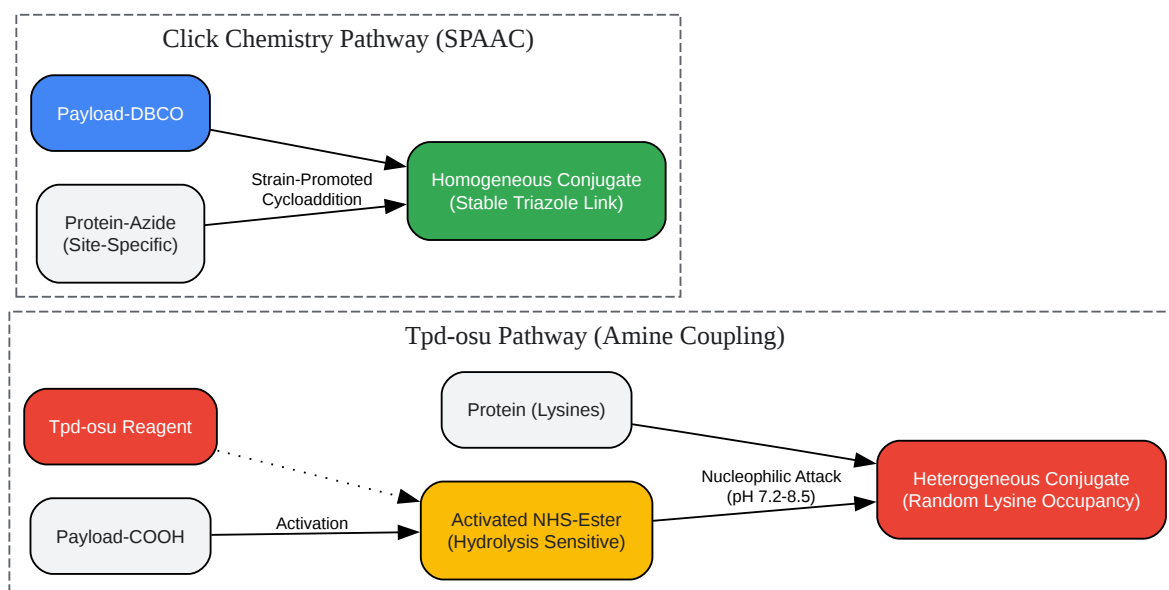 Click Chemistry Pathway (SPAAC)
Payload-DBCO
Strain-Promoted
Cycloaddition
Homogeneous Conjugate
(Stable Triazole Link)
Protein-Azide
(Site-Specific)
Tpd-osu Pathway (Amine Coupling)
Tpd-osu Reagent
Protein (Lysines)
Payload-COOH
Activation
Activated NHS-Ester
(Hydrolysis Sensitive)
Nucleophilic Attack
(pH 7.2-8.5)
Heterogeneous Conjugate
(Random Lysine Occupancy)